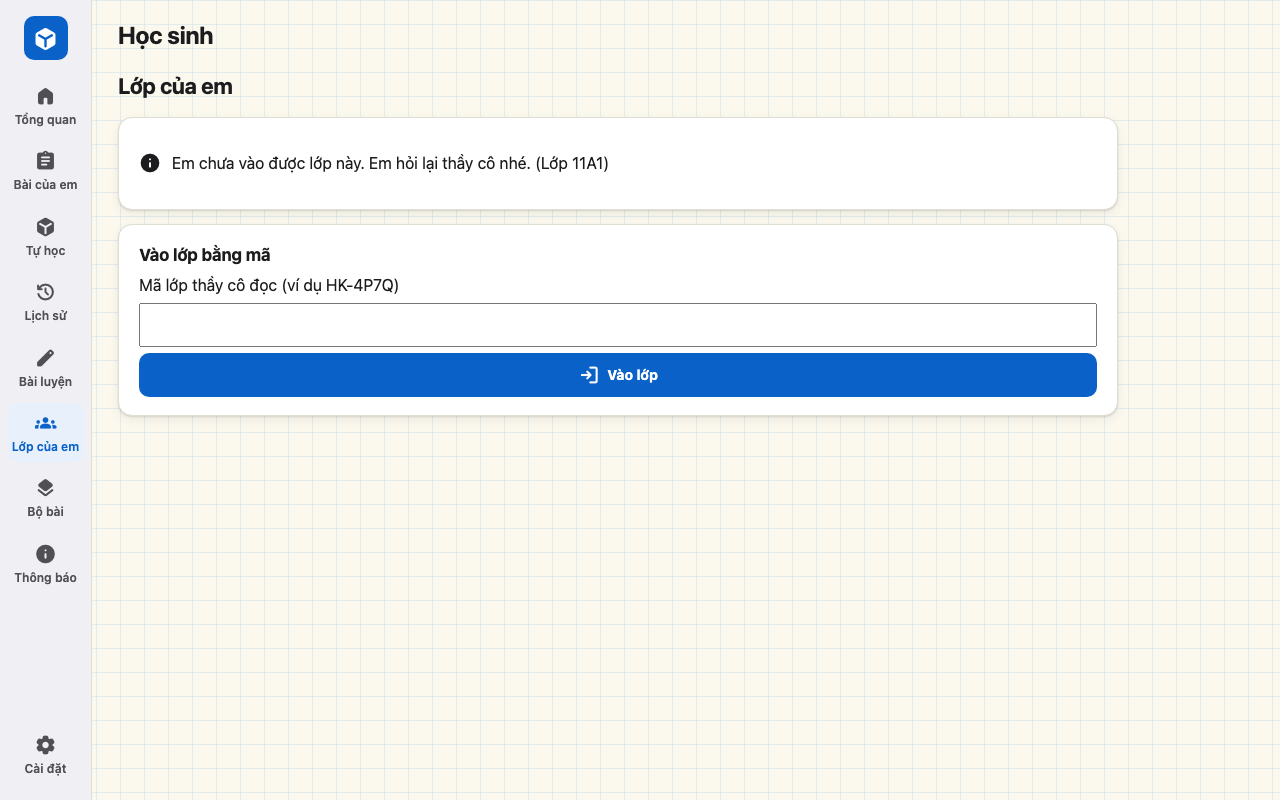 Học sinh
Lớp của em
Em chưa vào được lớp này. Em hỏi lại thầy cô nhé. (Lớp 11A1)
Vào lớp bằng mã
Mã lớp thầy cô đọc (ví dụ HK-4P7Q)
Vào lớp
Tổng quan
Bài của em
Tự học
Lịch sử
Bài luyện
Lớp của em
Bộ bài
Thông báo
Cài đặt